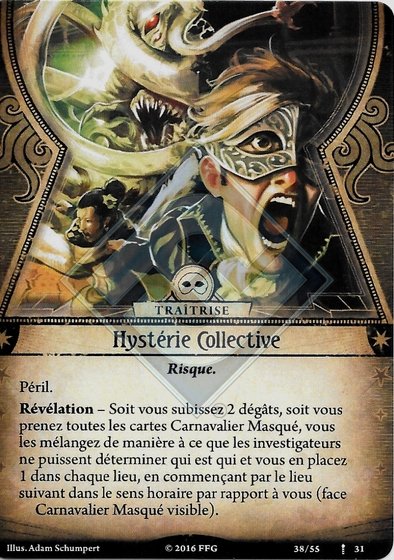 TRAÎTRISE
Hystérie Collective
Risque.
Péril.
Révélation – Soit vous subissez 2 dégâts, soit vous
prenez toutes les cartes Carnavalier Masqué, vous
les mélangez de manière à ce que les investigateurs
ne puissent déterminer qui est qui et vous en placez
1 dans chaque lieu, en commençant par le lieu
suivant dans le sens horaire par rapport à vous (face
Carnavalier Masqué visible).
Illus. Adam Schumpert © 2016 FFG 38/55 31